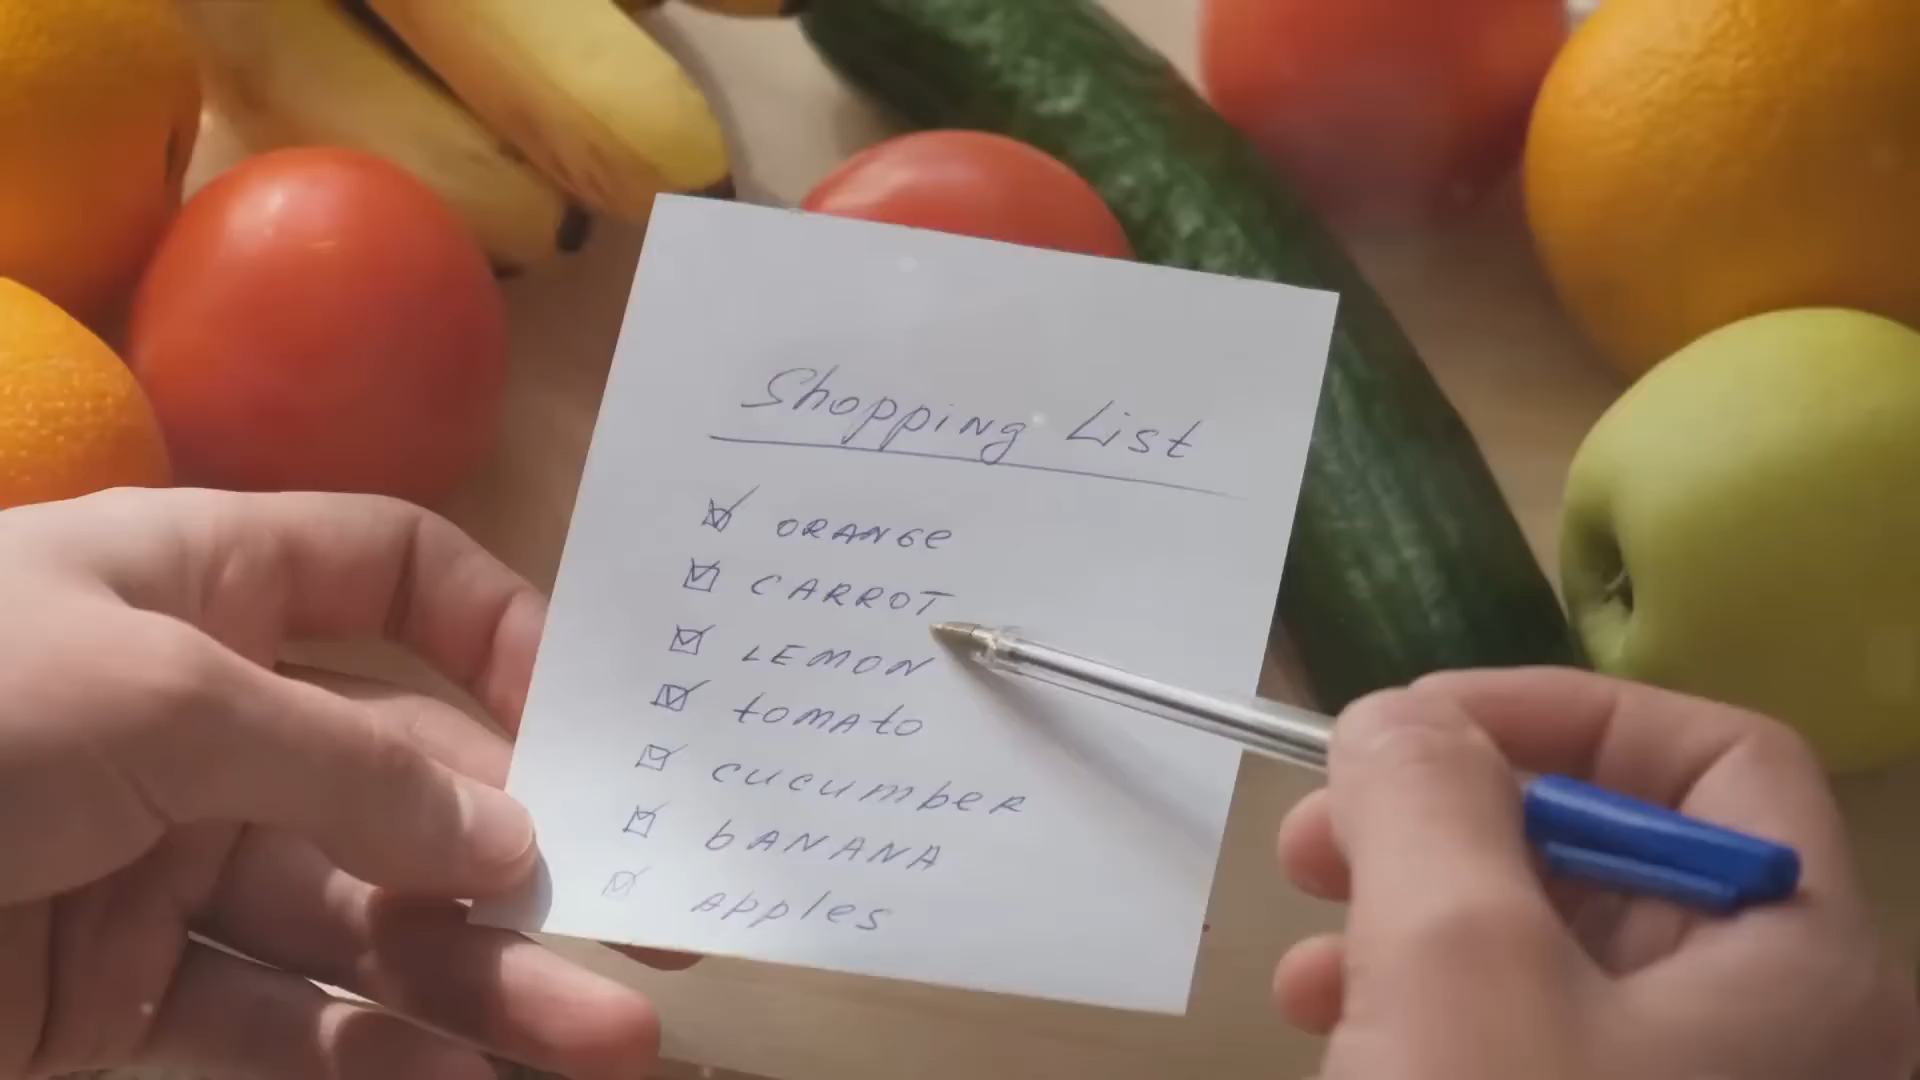 Shopping List
ORANGe
CARROT
LEMON
tomAto
cucumbeR
bANANA
Apples